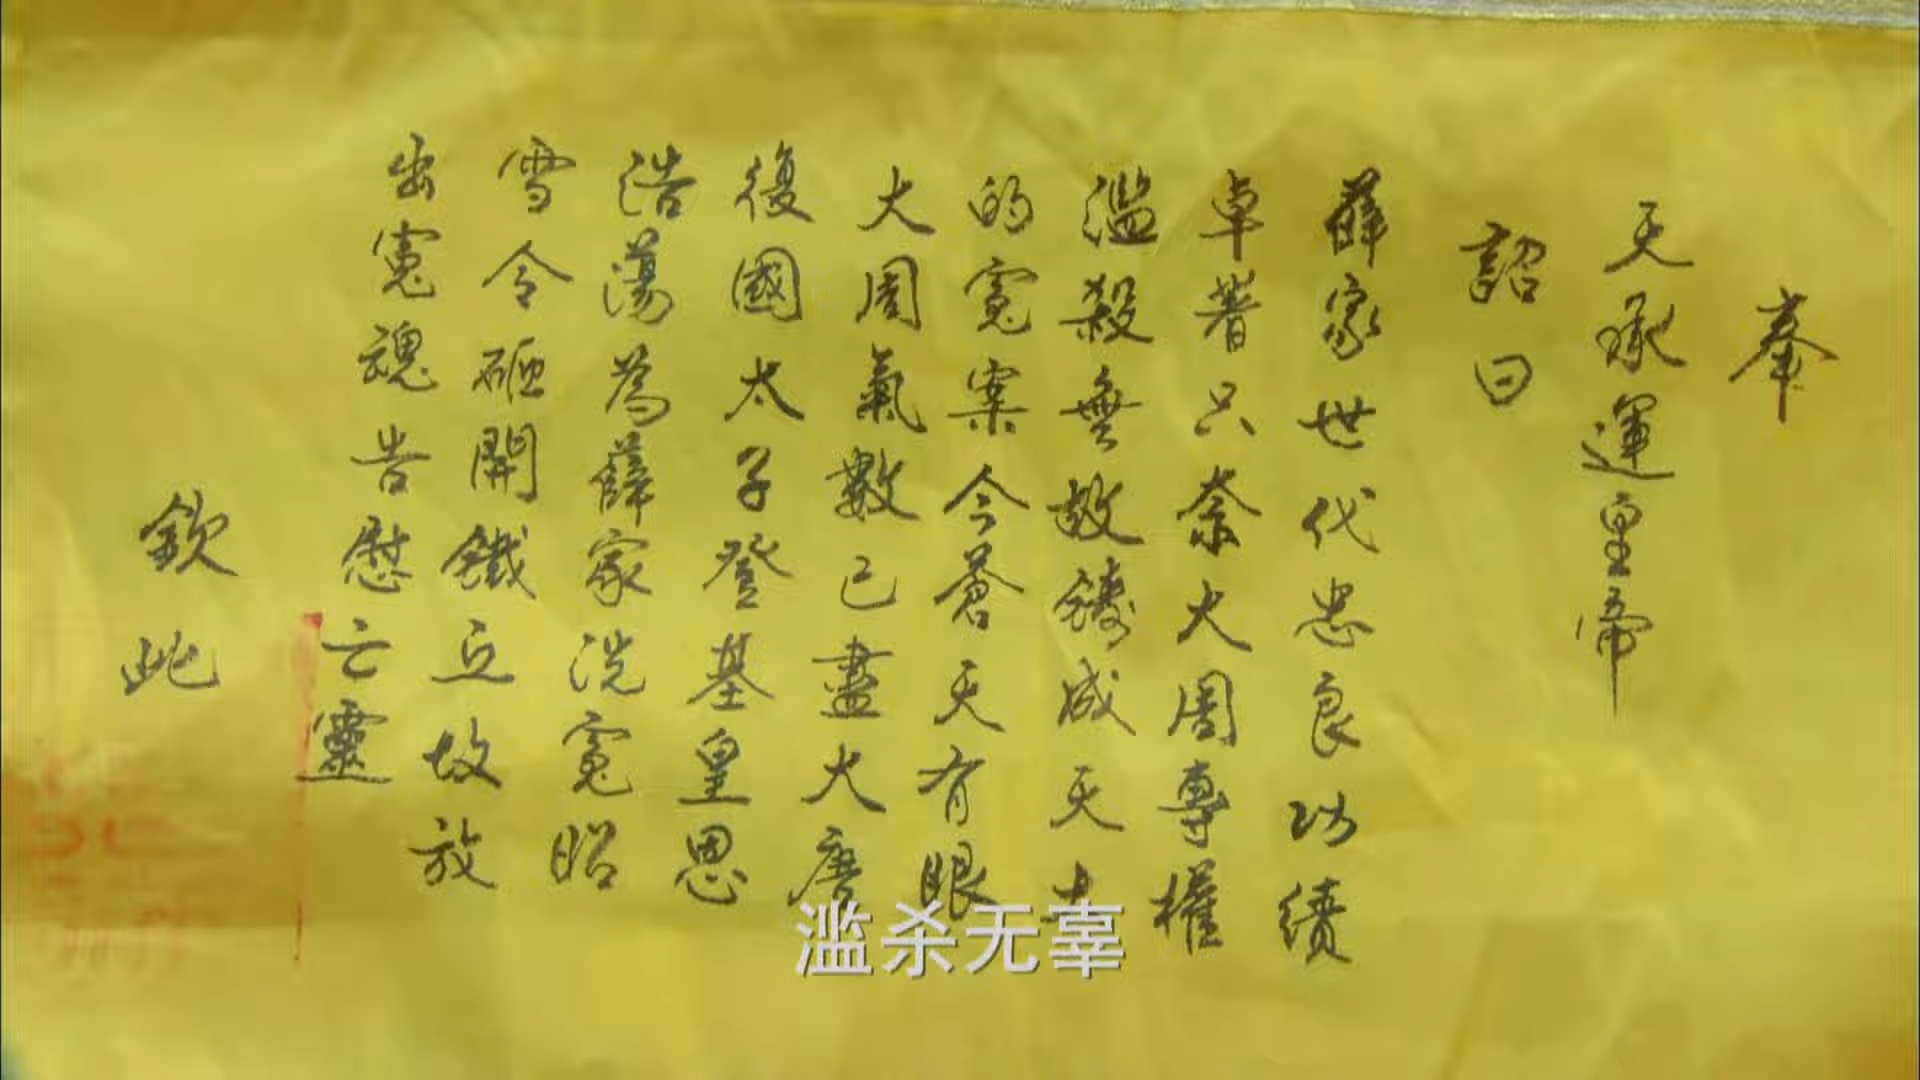 奉
天承運皇帝
詔曰
薛家世代忠良功績
卓著只奈大周專權
濫殺無故鑄成天大
的冤案今蒼天有眼
大周氣數已盡大唐
復國太子登基皇恩
浩蕩為薛家洗冤昭
雪令砸開鐵丘坟放
出冤魂告慰亡靈
欽此
滥杀无辜